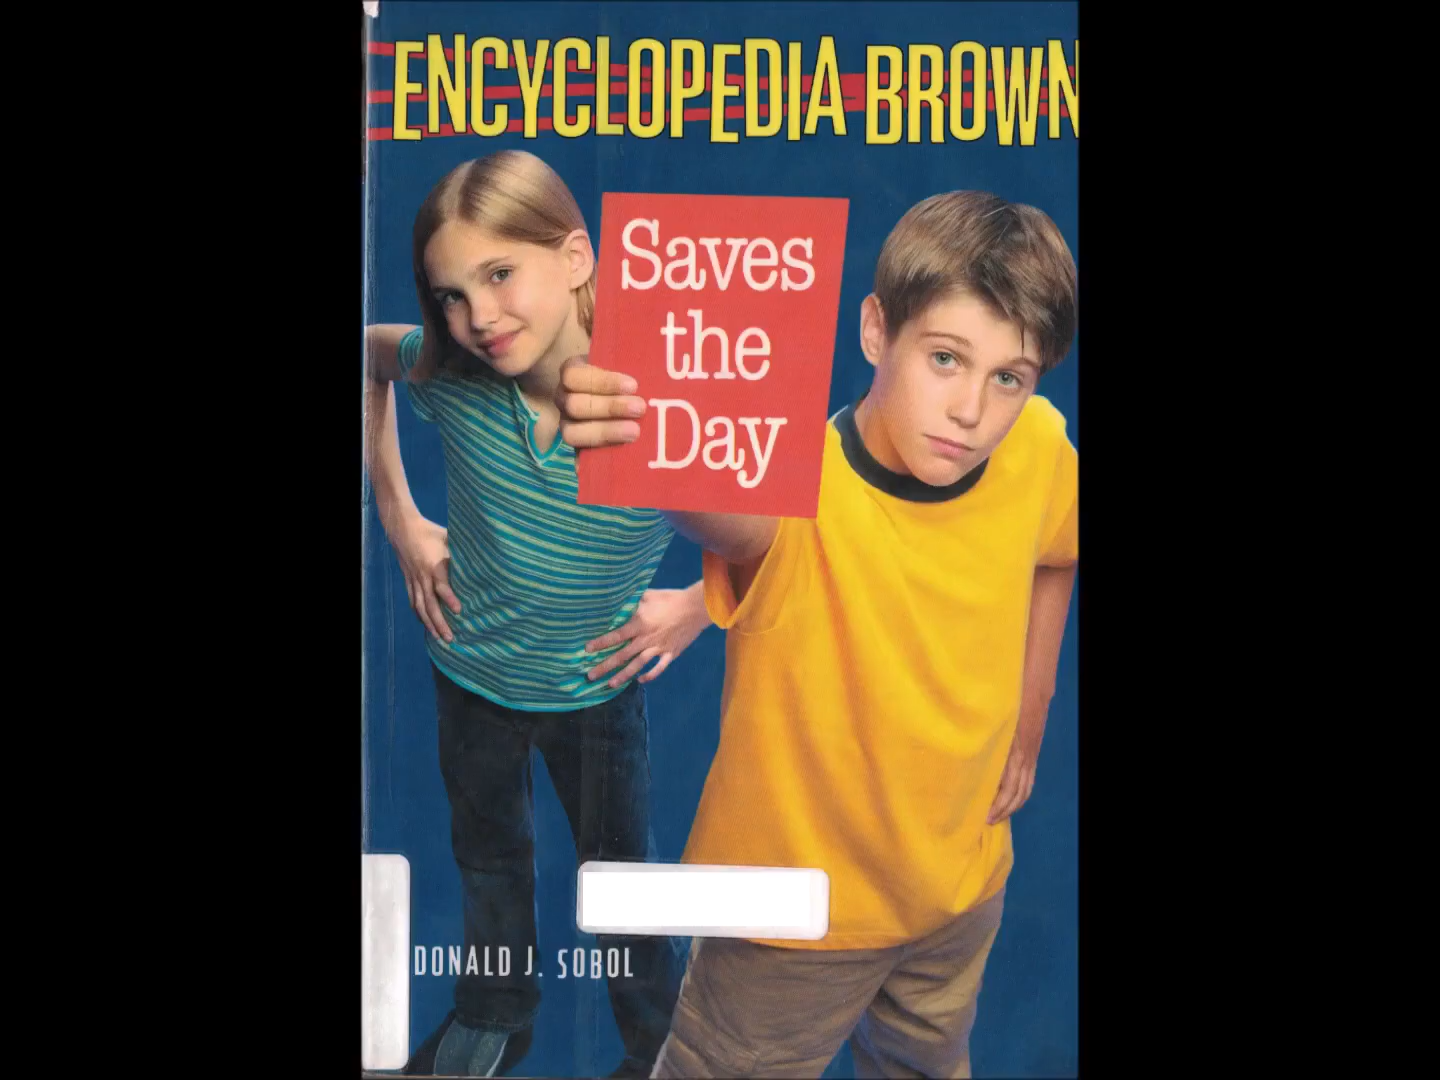 ENCYCLOPEDIA BROWN
Saves
the
Day
DONALD J. SOBOL